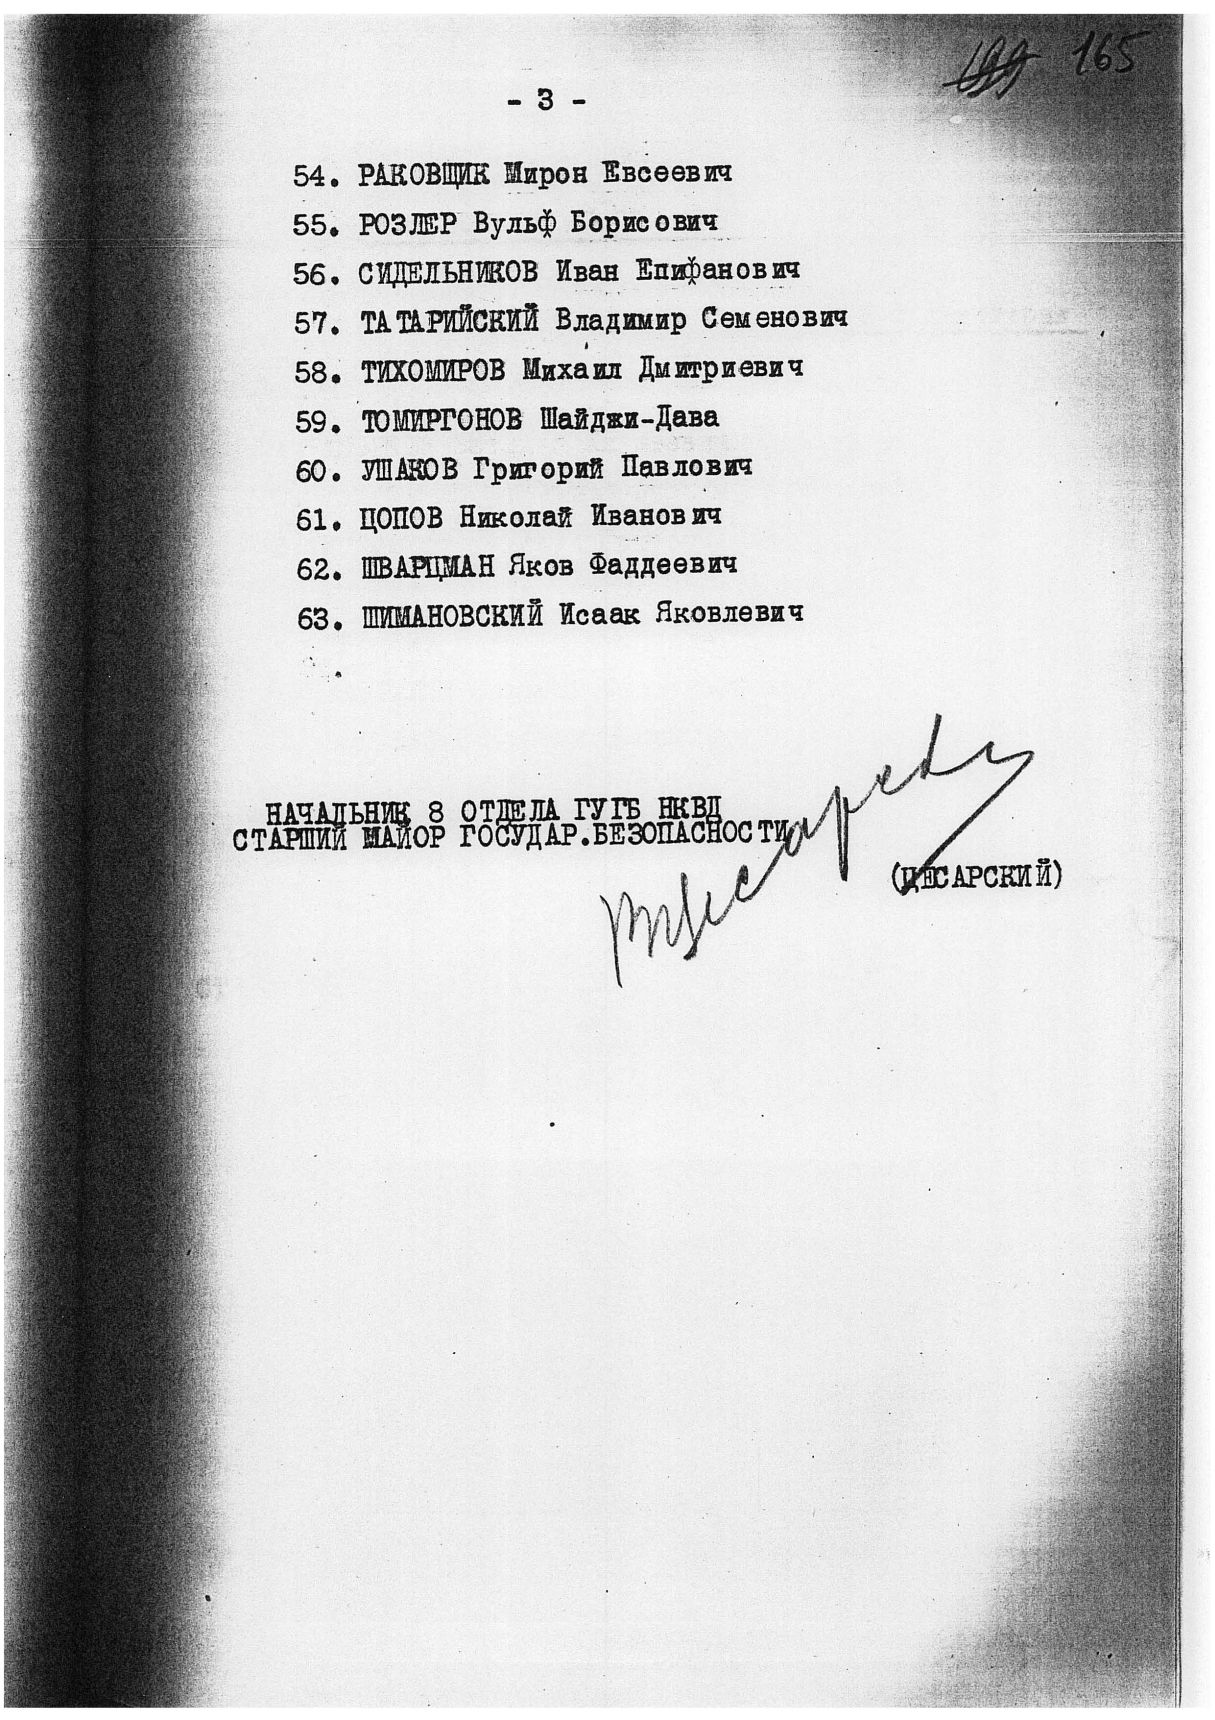 165
- 3 -
54. РАКОВЩИК Мирон Евсеевич
55. РОЗЛЕР Вульф Борисович
56. СИДЕЛЬНИКОВ Иван Епифанович
57. ТАТАРИЙСКИЙ Владимир Семенович
58. ТИХОМИРОВ Михаил Дмитриевич
59. ТОМИРГОНОВ Шайджи-Дава
60. УШАКОВ Григорий Павлович
61. ЦОПОВ Николай Иванович
62. ШВАРЦМАН Яков Фаддеевич
63. ШИМАНОВСКИЙ Исаак Яковлевич
НАЧАЛЬНИК 8 ОТДЕЛА ГУГБ НКВД
СТАРШИЙ МАЙОР ГОСУДАР.БЕЗОПАСНОСТИ
(ЦЕСАРСКИЙ)